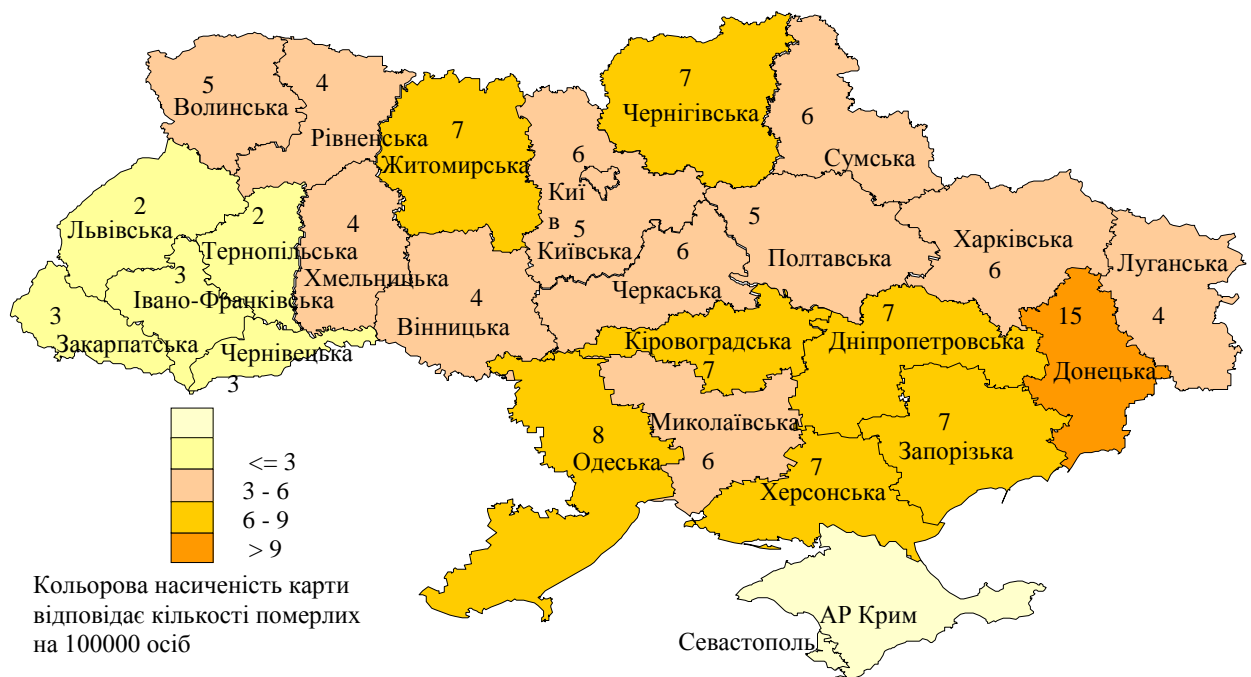 5
Волинська
4
Рівненська
7
Житомирська
6
Киї
в
5
Київська
7
Чернігівська
6
Сумська
2
Львівська
2
Тернопільська
4
Хмельницька
3
Івано-Франківська
3
Закарпатська
Чернівецька
3
4
Вінницька
6
Черкаська
5
Полтавська
Харківська
6
Луганська
4
15
Донецька
7
Дніпропетровська
Кіровоградська
7
7
Запорізька
Миколаївська
6
8
Одеська
7
Херсонська
АР Крим
Севастополь
<= 3
3 - 6
6 - 9
> 9
Кольорова насиченість карти
відповідає кількості померлих
на 100000 осіб